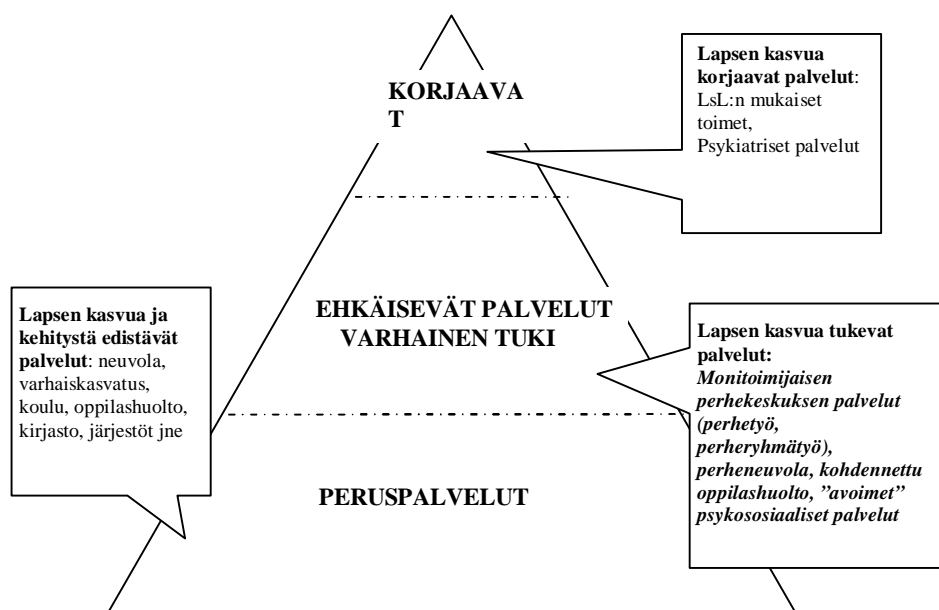 KORJAAVA
T
Lapsen kasvua
korjaavat palvelut:
LsL:n mukaiset
toimet,
Psykiatriset palvelut
EHKÄISEVÄT PALVELUT
VARHAINEN TUKI
Lapsen kasvua ja
kehitystä edistävät
palvelut: neuvola,
varhaiskasvatus,
koulu, oppilashuolto,
kirjasto, järjestöt jne
Lapsen kasvua tukevat
palvelut:
Monitoimijaisen
perhekeskuksen palvelut
(perhetyö,
perheryhmätyö),
perheneuvola, kohdennettu
oppilashuolto, ”avoimet”
psykososiaaliset palvelut
PERUSPALVELUT